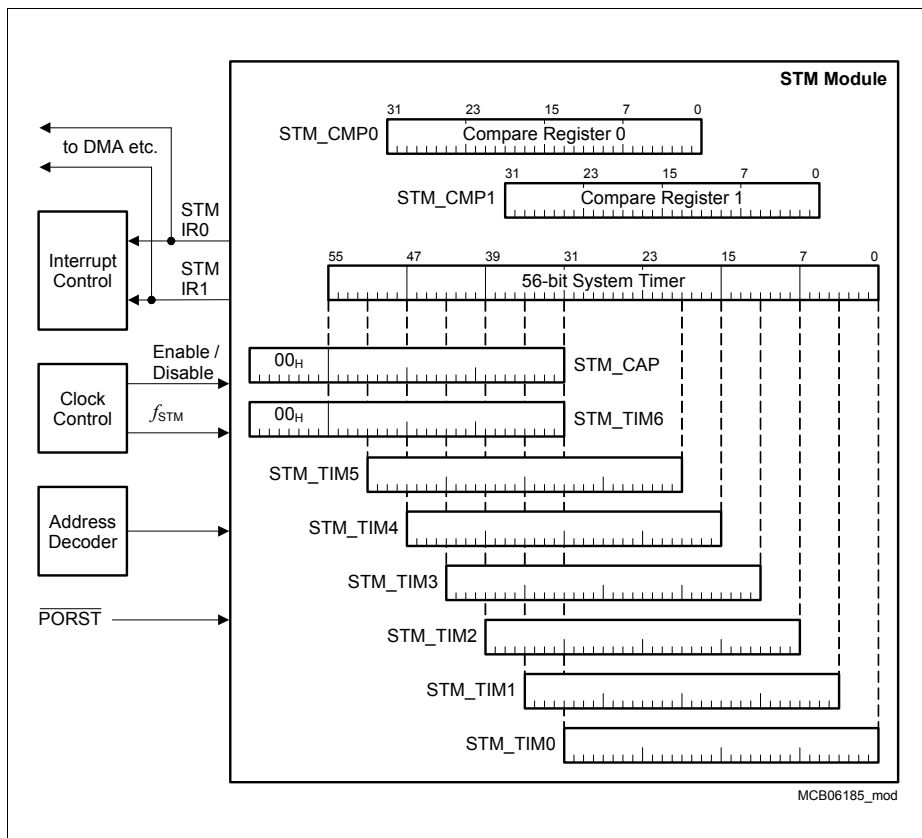 STM Module
31 23 15 7 0
STM_CMP0 Compare Register 0
31 23 15 7 0
STM_CMP1 Compare Register 1
to DMA etc.
STM
IR0
Interrupt
Control
STM
IR1
55 47 39 31 23 15 7 0
56-bit System Timer
Enable /
Disable
00H STM_CAP
Clock
Control
fSTM
00H STM_TIM6
STM_TIM5
Address
Decoder
STM_TIM4
STM_TIM3
PORST
STM_TIM2
STM_TIM1
STM_TIM0
MCB06185_mod